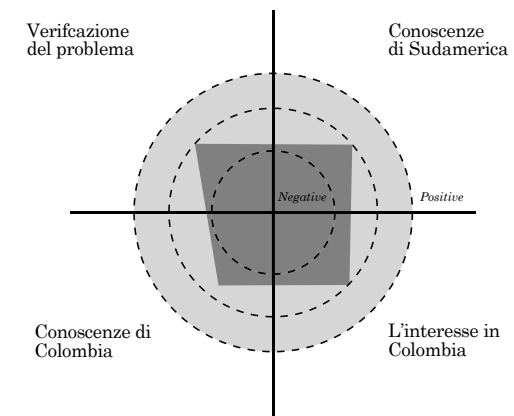 Verifcazione
del problema
Conoscenze
di Sudamerica
Negative
Positive
Conoscenze di
Colombia
L'interesse in
Colombia